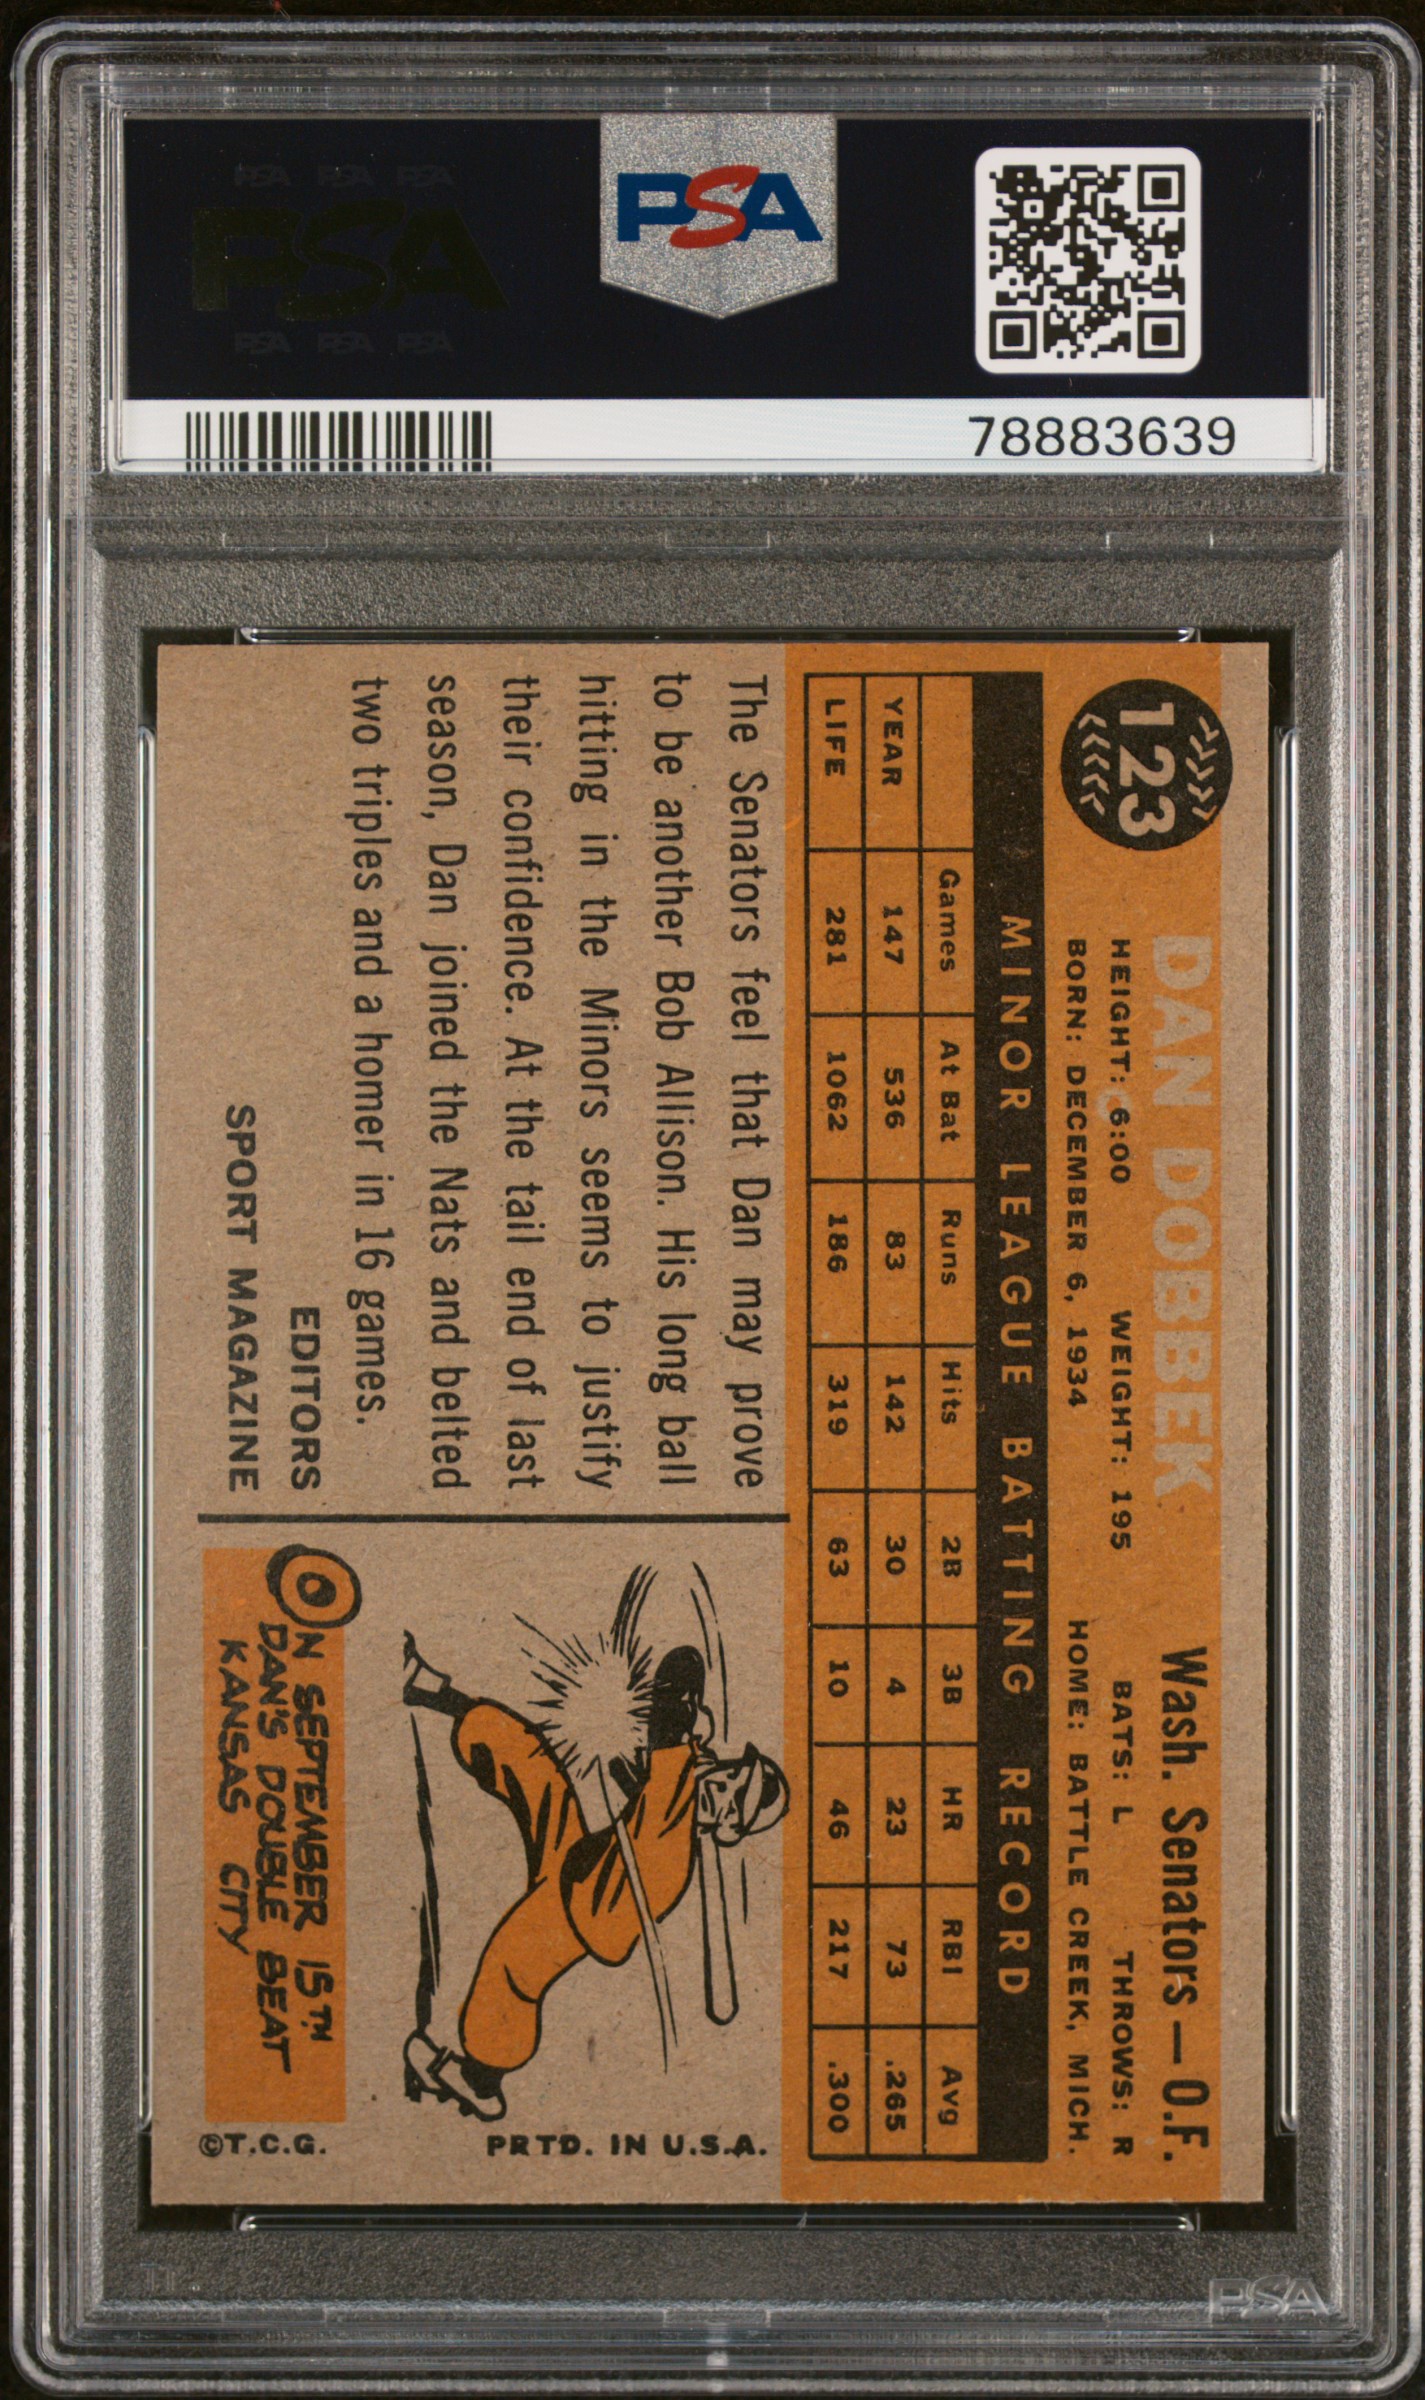 PSA PSA PSA
PSA
PSA PSA PSA
PSA
78883639
123
DAN DOBBEK Wash. Senators — O.F.
HEIGHT: 6:00 WEIGHT: 195 BATS: L THROWS: R
BORN: DECEMBER 6, 1934 HOME: BATTLE CREEK, MICH.
MINOR LEAGUE BATTING RECORD
Games At Bat Runs Hits 2B 3B HR RBI Avg
YEAR 147 536 83 142 30 4 23 73 .265
LIFE 281 1062 186 319 63 10 46 217 .300
The Senators feel that Dan may prove
to be another Bob Allison. His long ball
hitting in the Minors seems to justify
their confidence. At the tail end of last
season, Dan joined the Nats and belted
two triples and a homer in 16 games.
EDITORS
SPORT MAGAZINE
ON SEPTEMBER 15TH
DAN'S DOUBLE BEAT
KANSAS CITY
PRTD. IN U.S.A.
©T.C.G.
PSA